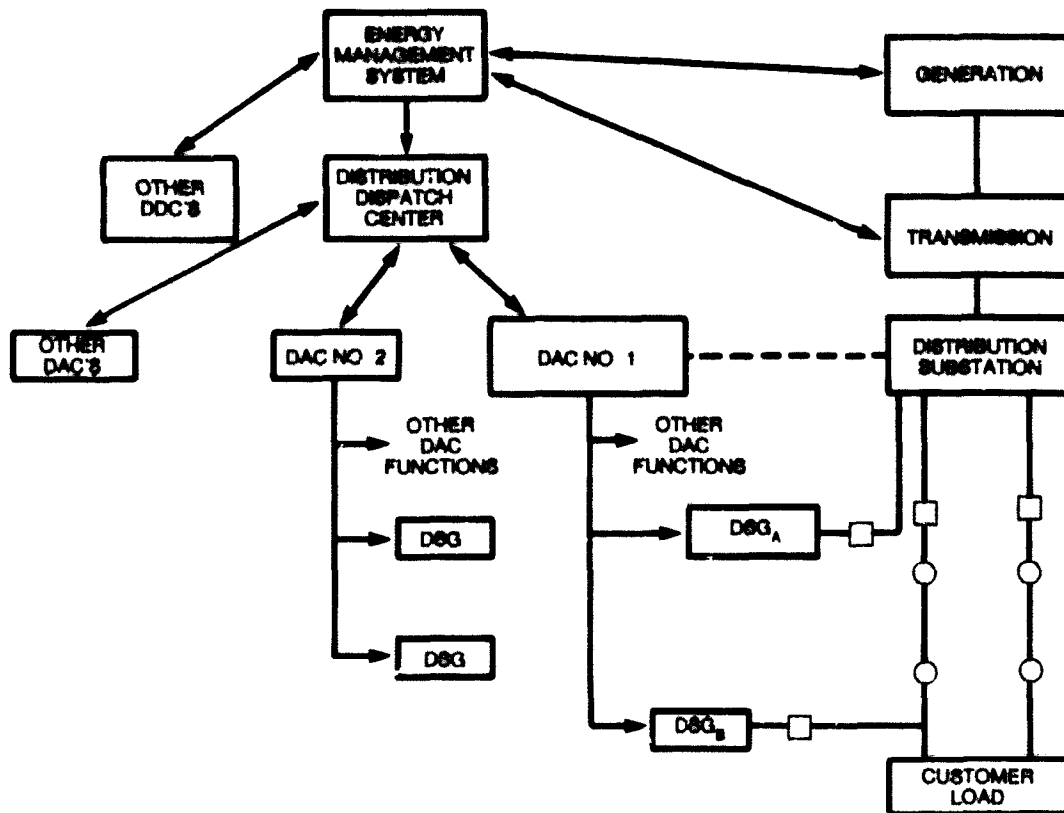 ENERGY
MANAGEMENT
SYSTEM
GENERATION
OTHER
DDC'S
DISTRIBUTION
DISPATCH
CENTER
TRANSMISSION
OTHER
DAC'S
DAC NO 2
DAC NO 1
DISTRIBUTION
SUBSTATION
OTHER
DAC
FUNCTIONS
OTHER
DAC
FUNCTIONS
DSG
DSG A
DSG
DSG B
CUSTOMER
LOAD